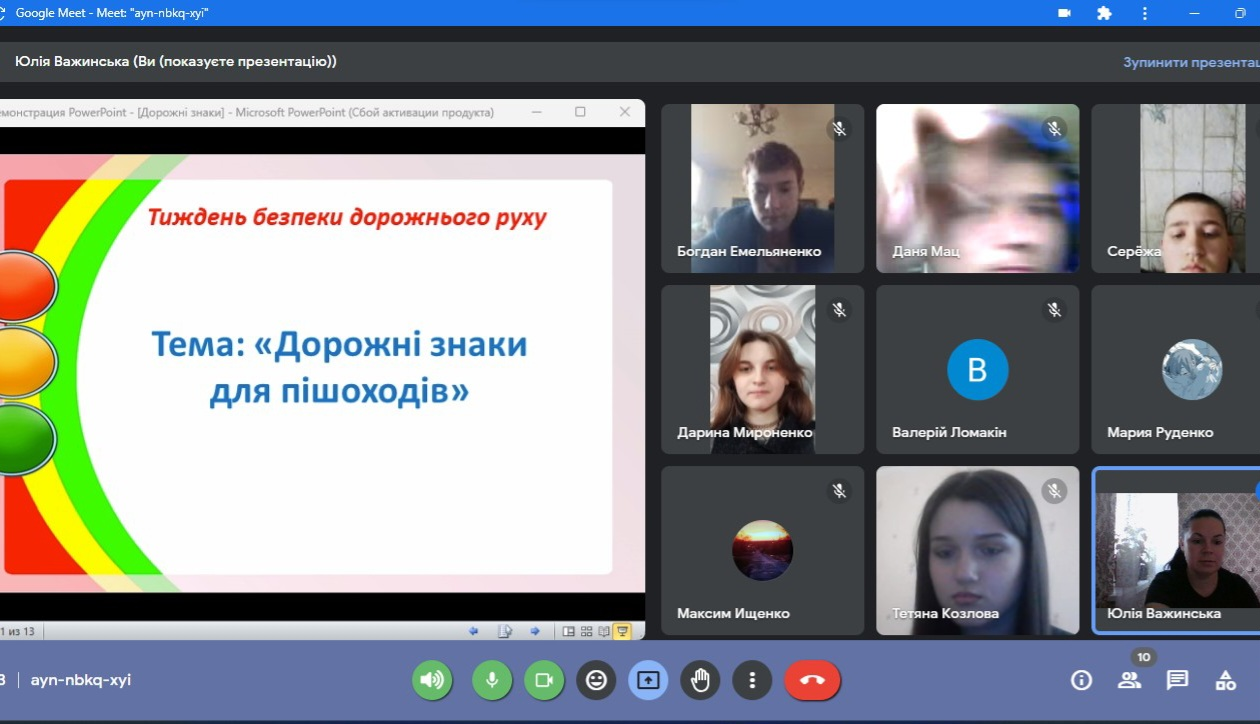 Google Meet - Meet: "ayn-nbkq-xyi"
Юлія Важинська (Ви (показуєте презентацію))
Зупинити презентац
емонстрация PowerPoint - [Дорожні знаки] - Microsoft PowerPoint (Сбой активации продукта)
Тиждень безпеки дорожнього руху
Тема: «Дорожні знаки
для пішоходів»
1 из 13
Богдан Емельяненко
Даня Мац
Серёжа
Дарина Мироненко
В
Валерій Ломакін
Мария Руденко
Максим Ищенко
Тетяна Козлова
Юлія Важинська
3 | ayn-nbkq-xyi
10